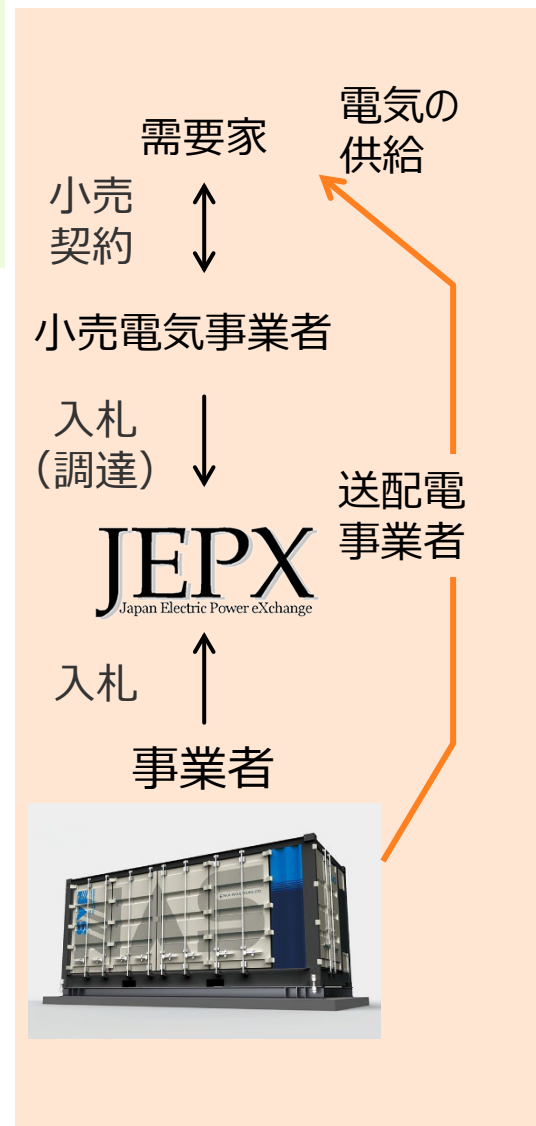 電気の
供給
需要家
小売
契約
小売電気事業者
入札
（調達）
送配電
事業者
JEPX
Japan Electric Power eXchange
入札
事業者